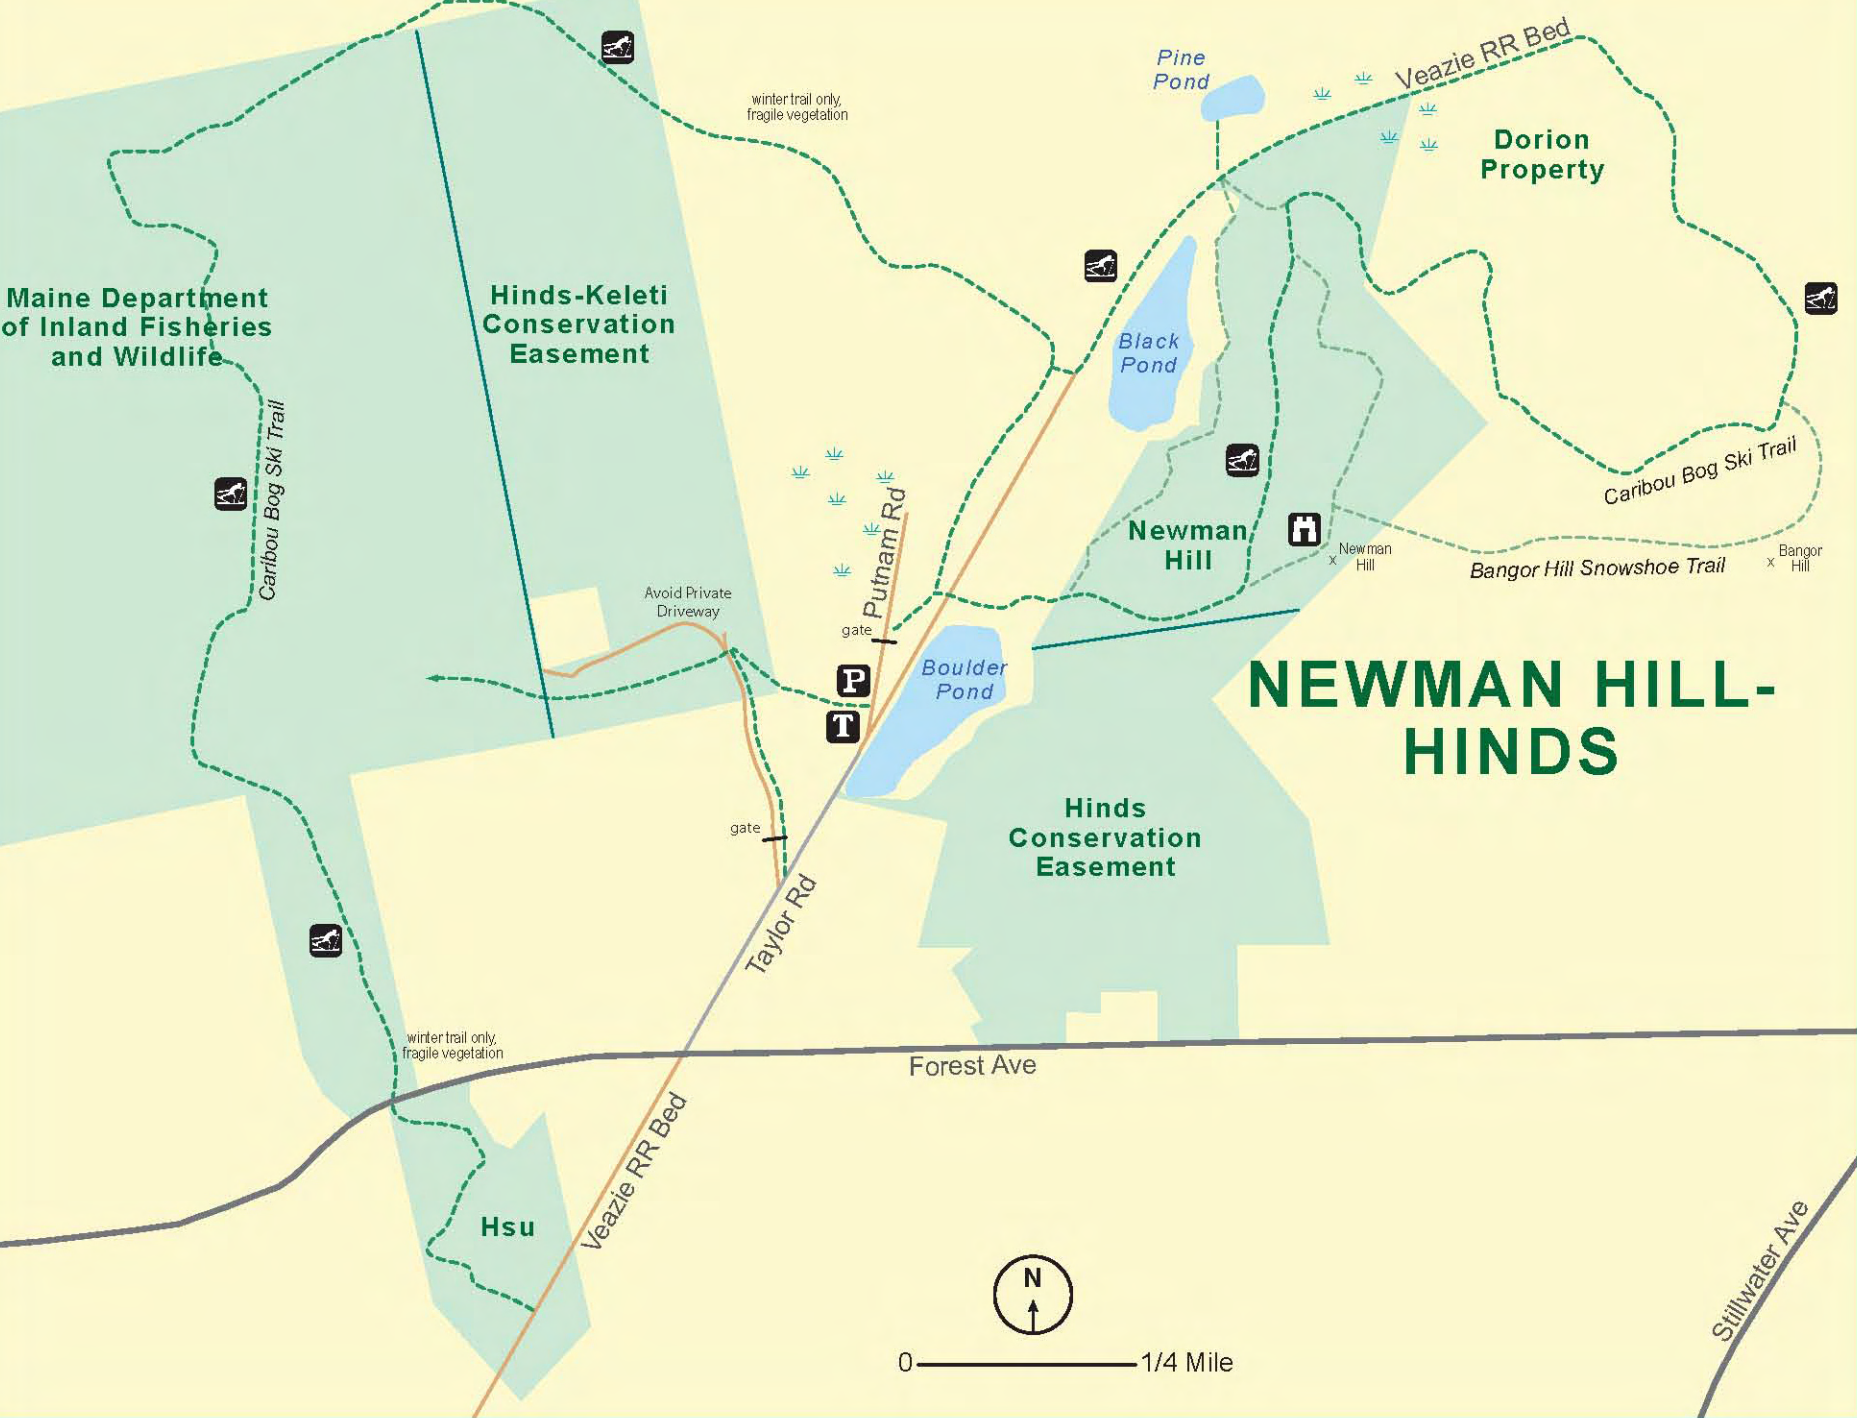 Pine
Pond
Veazie RR Bed
winter trail only,
fragile vegetation
Dorion
Property
Maine Department
of Inland Fisheries
and Wildlife
Hinds-Keleti
Conservation
Easement
Black
Pond
Caribou Bog Ski Trail
Caribou Bog Ski Trail
Putnam Rd
Newman
Hill
Newman
Hill
x
Bangor Hill Snowshoe Trail
x
Bangor
Hill
Avoid Private
Driveway
gate
P
T
Boulder
Pond
NEWMAN HILL-
HINDS
Hinds
Conservation
Easement
gate
Taylor Rd
winter trail only,
fragile vegetation
Forest Ave
Veazie RR Bed
Hsu
Stillwater Ave
N
0
1/4 Mile